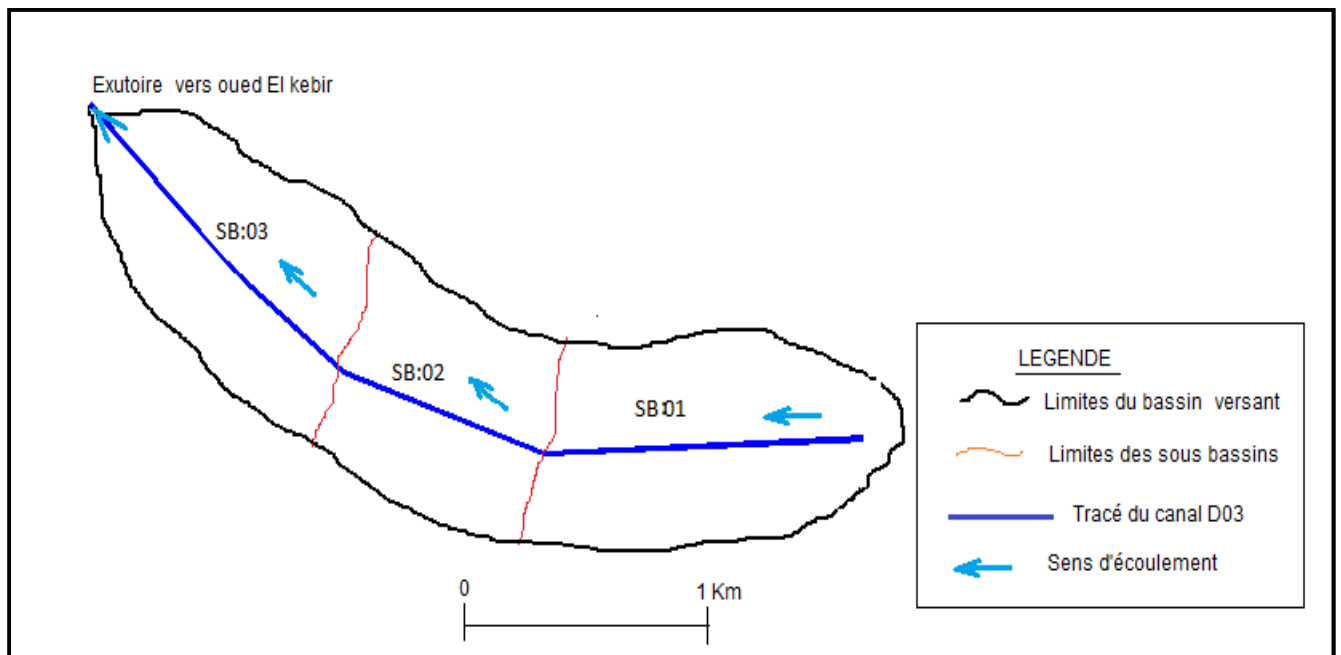 Exutoire vers oued El kebir
SB:03
SB:02
SB:01
LEGENDE
Limites du bassin versant
Limites des sous bassins
Tracé du canal D03
Sens d'écoulement
0
1 Km